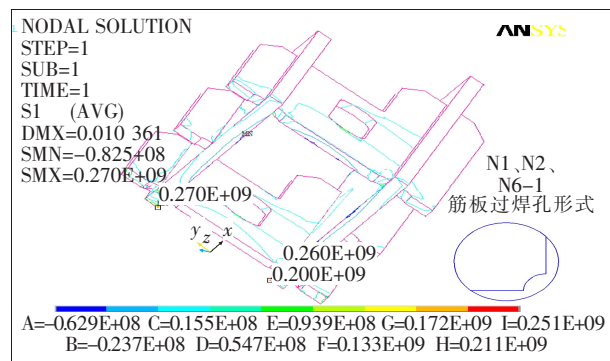 NODAL SOLUTION
STEP=1
SUB=1
TIME=1
S1 (AVG)
DMX=0.010 361
SMN=-0.825+08
SMX=0.270E+09
ANSYS
MN
0.270E+09
y z x
0.260E+09
0.200E+09
N1、N2、
N6-1
筋板过焊孔形式
A=-0.629E+08 C=0.155E+08 E=0.939E+08 G=0.172E+09 I=0.251E+09
B=-0.237E+08 D=0.547E+08 F=0.133E+09 H=0.211E+09